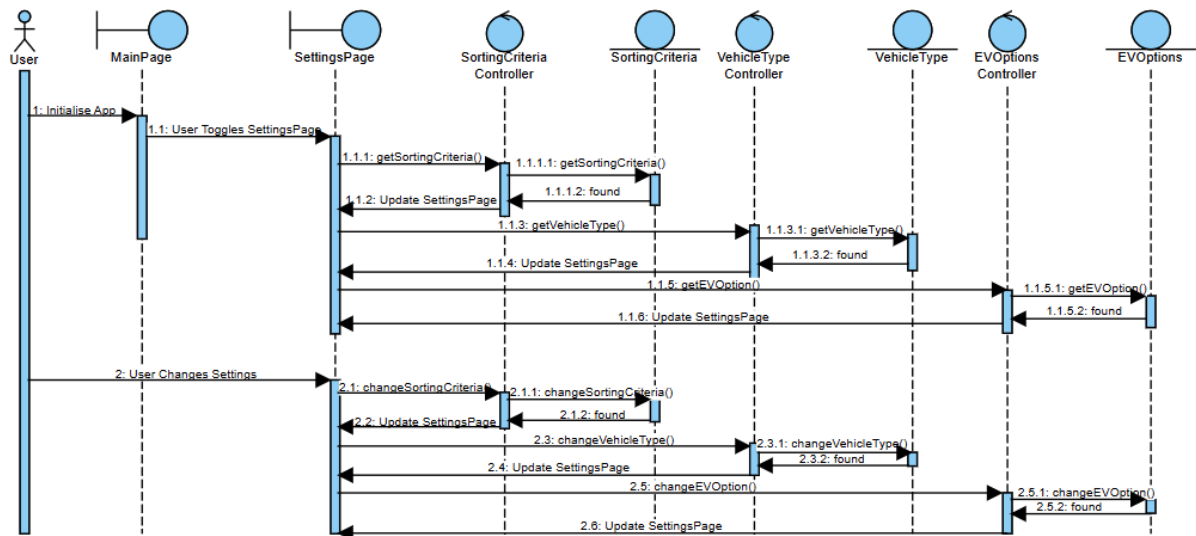 User
MainPage
SettingsPage
SortingCriteria
Controller
SortingCriteria
VehicleType
Controller
VehicleType
EVOptions
Controller
EVOptions
1: Initialise App
1.1: User Toggles SettingsPage
1.1.1: getSortingCriteria()
1.1.1.1: getSortingCriteria()
1.1.1.2: found
1.1.2: Update SettingsPage
1.1.3: getVehicleType()
1.1.3.1: getVehicleType()
1.1.3.2: found
1.1.4: Update SettingsPage
1.1.5: getEVOption()
1.1.5.1: getEVOption()
1.1.5.2: found
1.1.6: Update SettingsPage
2: User Changes Settings
2.1: changeSortingCriteria()
2.1.1: changeSortingCriteria()
2.1.2: found
2.2: Update SettingsPage
2.3: changeVehicleType()
2.3.1: changeVehicleType()
2.3.2: found
2.4: Update SettingsPage
2.5: changeEVOption()
2.5.1: changeEVOption()
2.5.2: found
2.6: Update SettingsPage